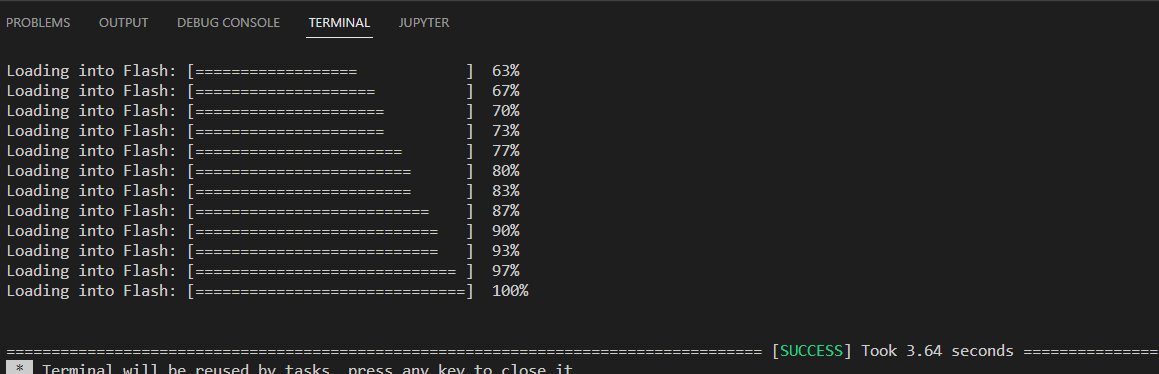 PROBLEMS OUTPUT DEBUG CONSOLE TERMINAL JUPYTER
Loading into Flash: [==================            ]  63%
Loading into Flash: [====================          ]  67%
Loading into Flash: [=====================         ]  70%
Loading into Flash: [=====================         ]  73%
Loading into Flash: [=======================       ]  77%
Loading into Flash: [========================      ]  80%
Loading into Flash: [========================      ]  83%
Loading into Flash: [==========================    ]  87%
Loading into Flash: [===========================   ]  90%
Loading into Flash: [===========================   ]  93%
Loading into Flash: [============================= ]  97%
Loading into Flash: [==============================]  100%
==================================================================================== [SUCCESS] Took 3.64 seconds ===============
* Terminal will be reused by tasks, press any key to close it